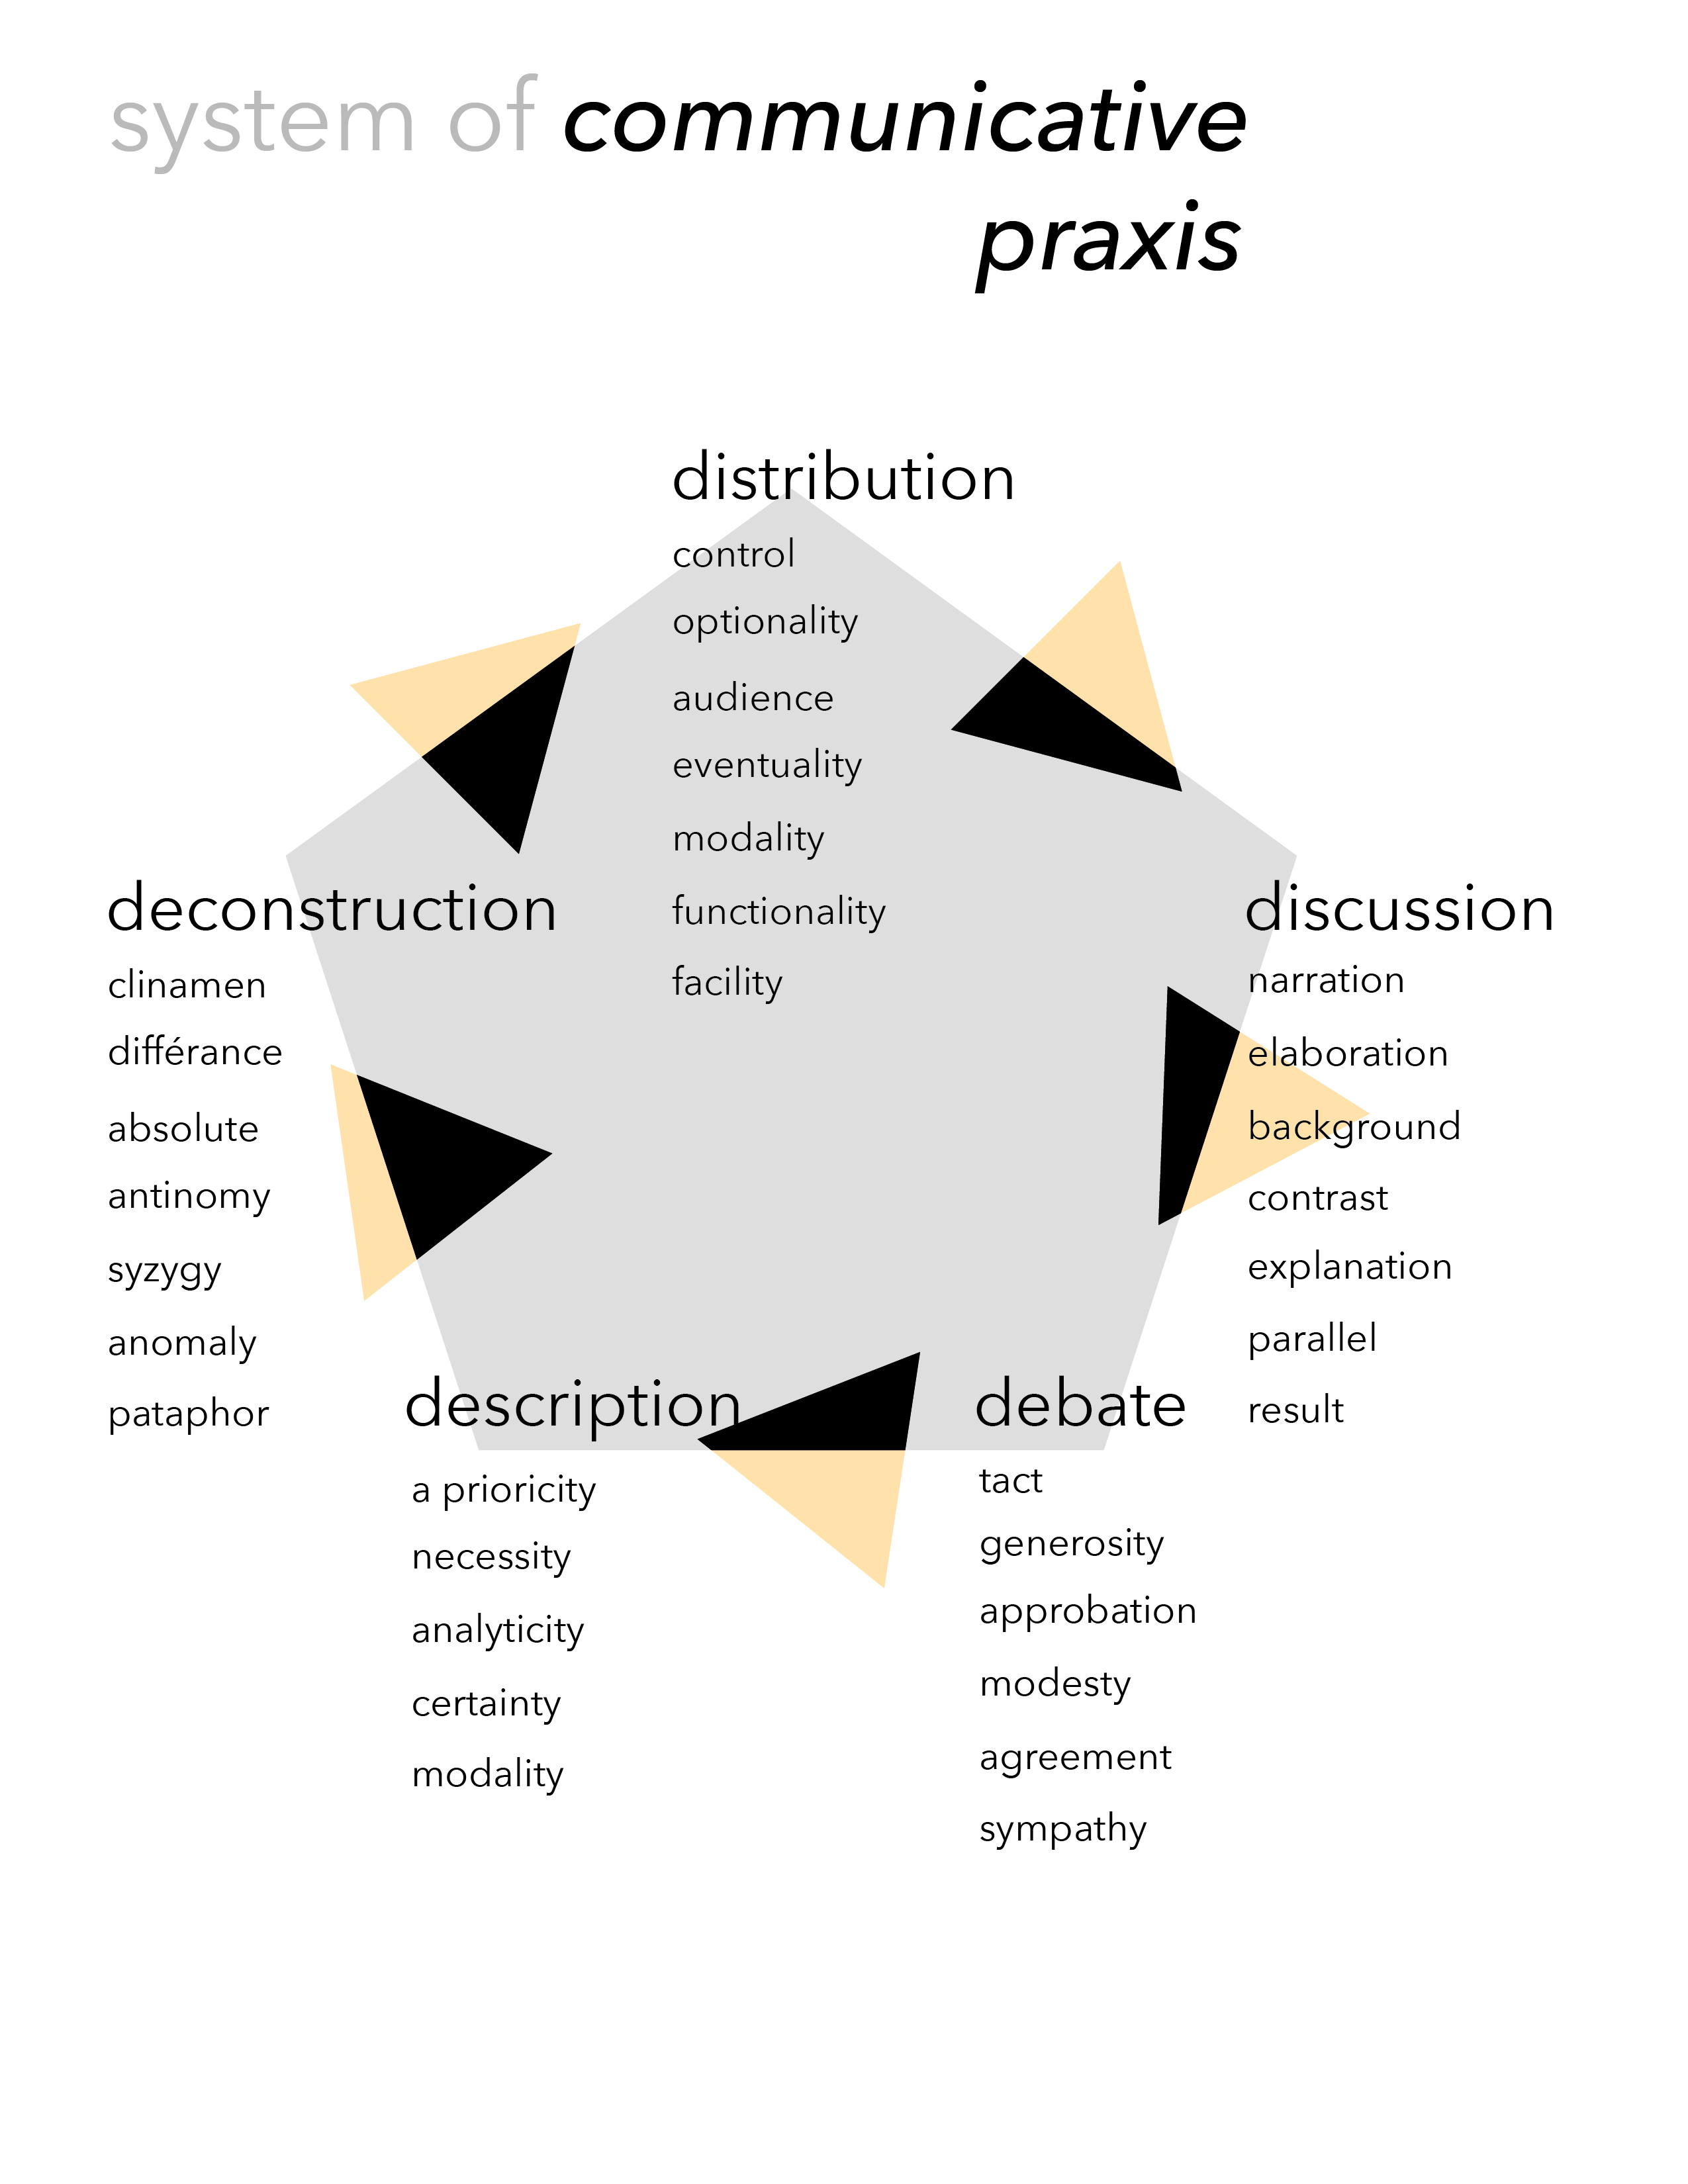 system of communicative
praxis
distribution
control
optionality
audience
eventuality
modality
functionality
facility
deconstruction
clinamen
différance
absolute
antinomy
syzygy
anomaly
pataphor
discussion
narration
elaboration
background
contrast
explanation
parallel
result
description
a prioricity
necessity
analyticity
certainty
modality
debate
tact
generosity
approbation
modesty
agreement
sympathy